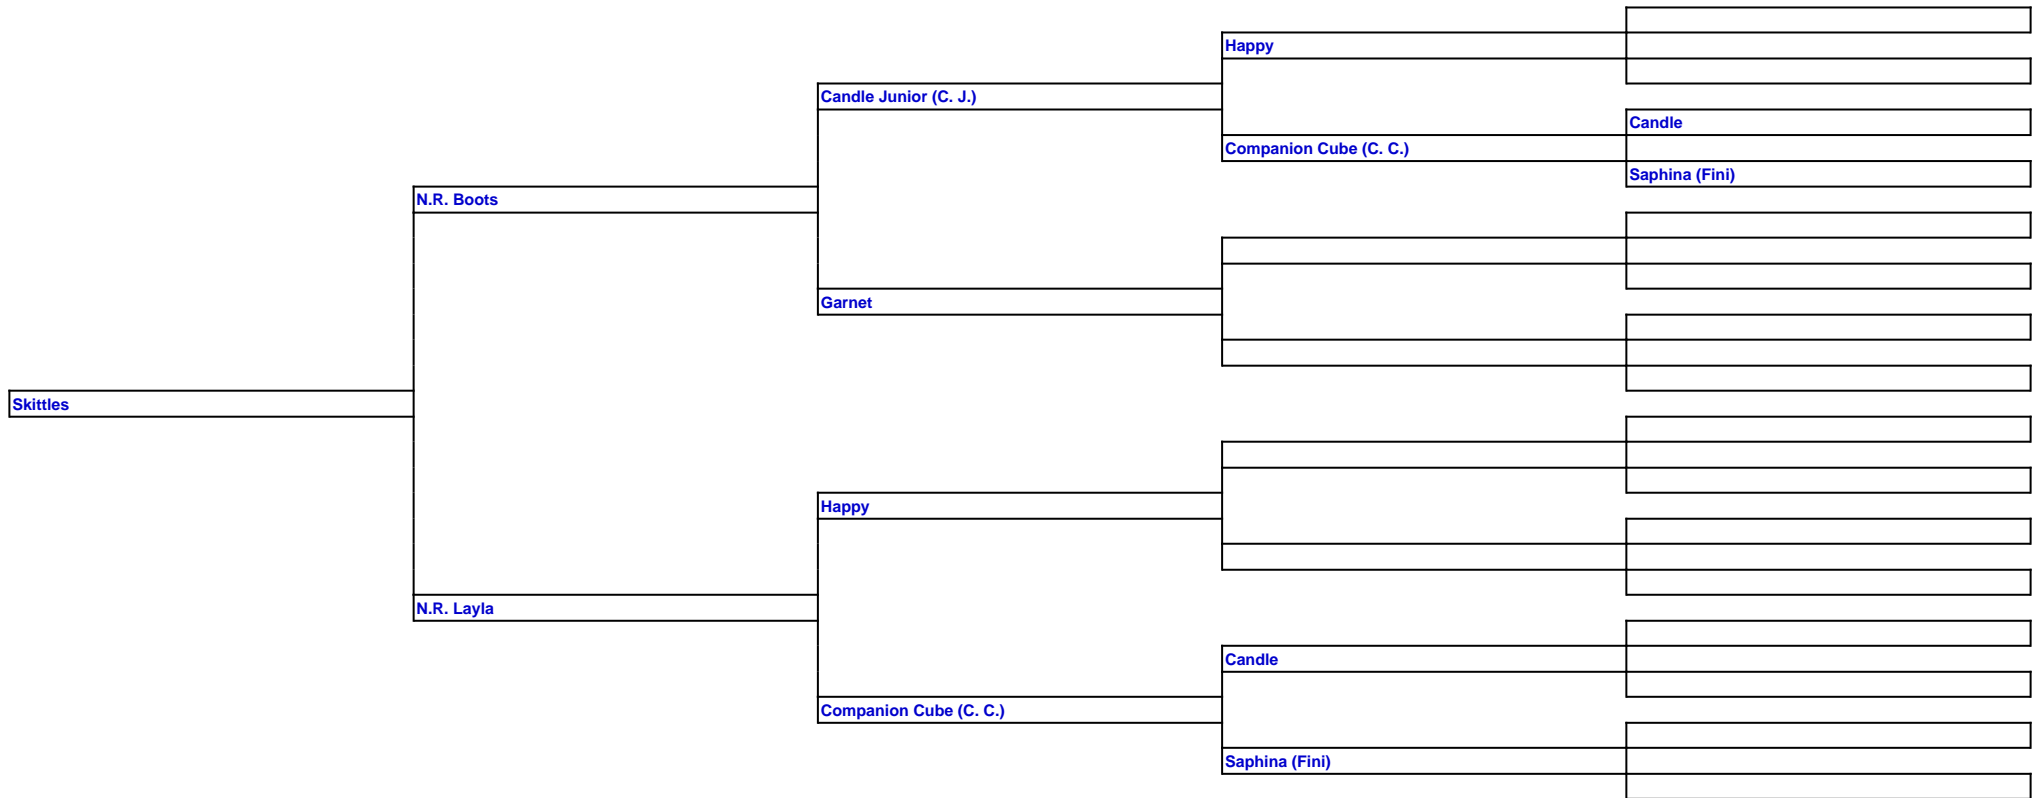 Happy
Candle Junior (C. J.)
Candle
Companion Cube (C. C.)
Saphina (Fini)
N.R. Boots
Garnet
Skittles
Happy
N.R. Layla
Candle
Companion Cube (C. C.)
Saphina (Fini)